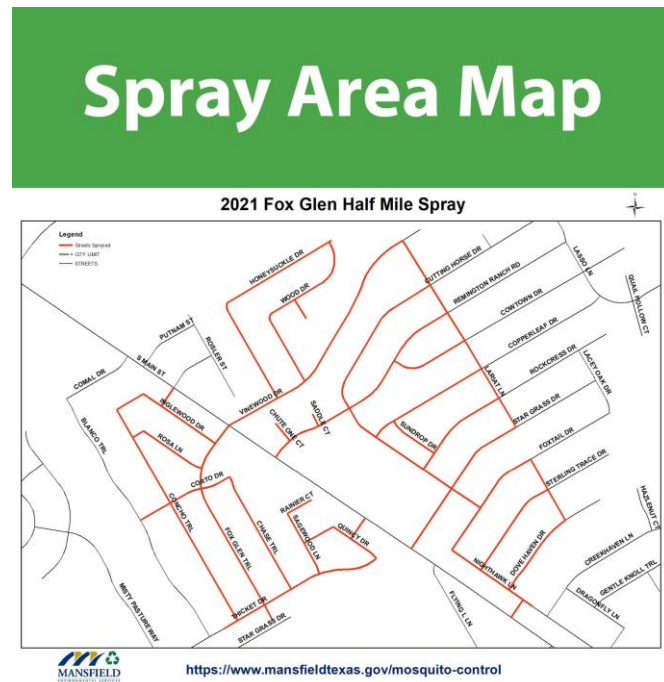 Spray Area Map
2021 Fox Glen Half Mile Spray
N
Legend
Streets Sprayed
CITY LIMIT
STREETS
HONEYSUCKLE DR
WOOD DR
CUTTING HORSE DR
REMINGTON RANCH RD
LASSO LN
QUAIL HOLLOW CT
COWTOWN DR
COPPERLEAF DR
PUTNAM ST
ROSLER ST
S MAIN ST
COMAL DR
ROCKCRESS DR
LACEY OAK DR
LARIAT LN
VINEWOOD DR
SADDLE CT
CHUTE ONE CT
INGLEWOOD DR
ROSA LN
BLANCO TRL
STAR GRASS DR
SUNDROP DR
FOXTAIL DR
STERLING TRACE DR
CORTO DR
CONCHO TRL
RAINIER CT
SAGEWOOD LN
QUINCY DR
CHASE TRL
FOX GLEN TRL
HAZLENUT CT
DOVE HAVEN DR
CREEKHAVEN LN
NIGHTHAWK LN
GENTLE KNOLL TRL
DRAGONFLY LN
MISTY PASTURE WAY
THICKET DR
STAR GRASS DR
FLYING L LN
MANSFIELD
ENVIRONMENTAL SERVICES
https://www.mansfieldtexas.gov/mosquito-control